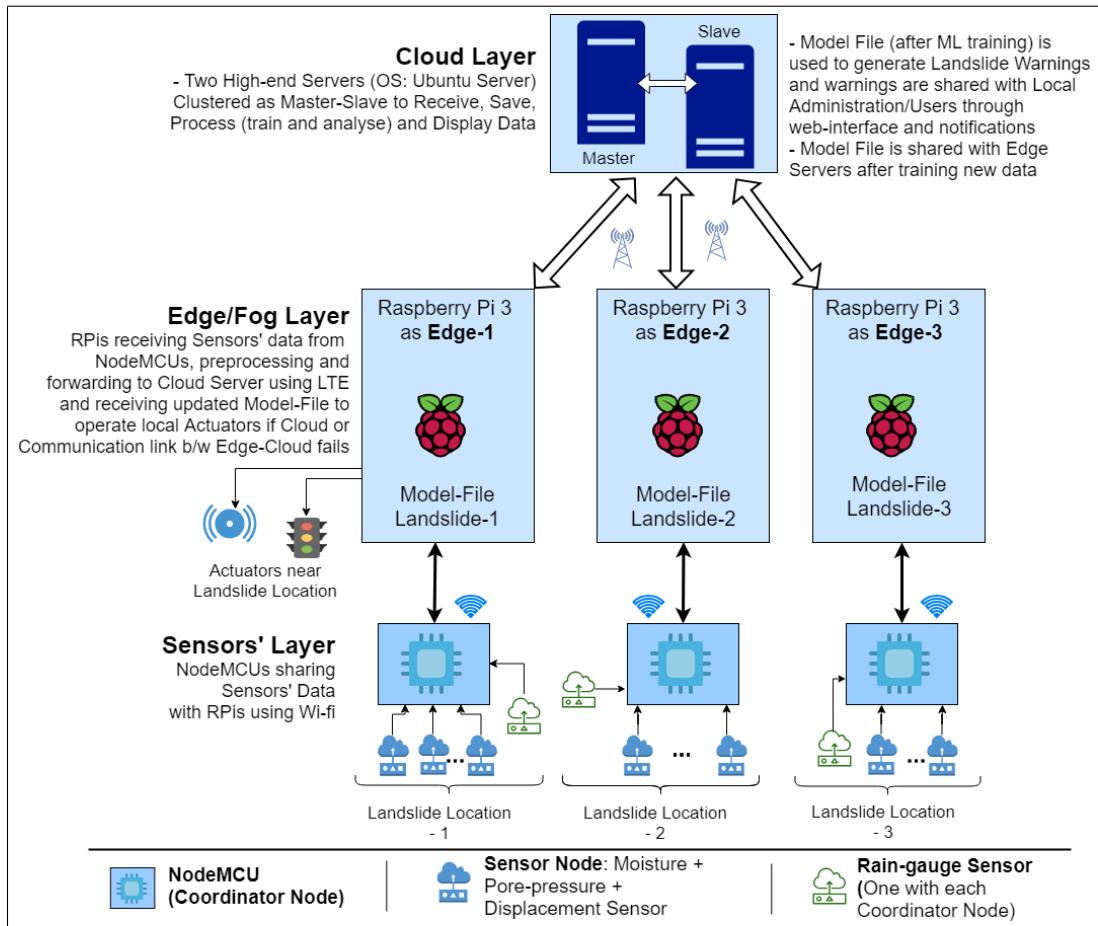 Cloud Layer
- Two High-end Servers (OS: Ubuntu Server)
Clustered as Master-Slave to Receive, Save,
Process (train and analyse) and Display Data
Slave
Master
- Model File (after ML training) is
used to generate Landslide Warnings
and warnings are shared with Local
Administration/Users through
web-interface and notifications
- Model File is shared with Edge
Servers after training new data
Edge/Fog Layer
RPis receiving Sensors' data from
NodeMCUs, preprocessing and
forwarding to Cloud Server using LTE
and receiving updated Model-File to
operate local Actuators if Cloud or
Communication link b/w Edge-Cloud fails
Raspberry Pi 3
as Edge-1
Model-File
Landslide-1
Raspberry Pi 3
as Edge-2
Model-File
Landslide-2
Raspberry Pi 3
as Edge-3
Model-File
Landslide-3
Actuators near
Landslide Location
Sensors' Layer
NodeMCUs sharing
Sensors' Data
with RPis using Wi-fi
...
...
...
Landslide Location
- 1
Landslide Location
- 2
Landslide Location
- 3
NodeMCU
(Coordinator Node)
Sensor Node: Moisture +
Pore-pressure +
Displacement Sensor
Rain-gauge Sensor
(One with each
Coordinator Node)